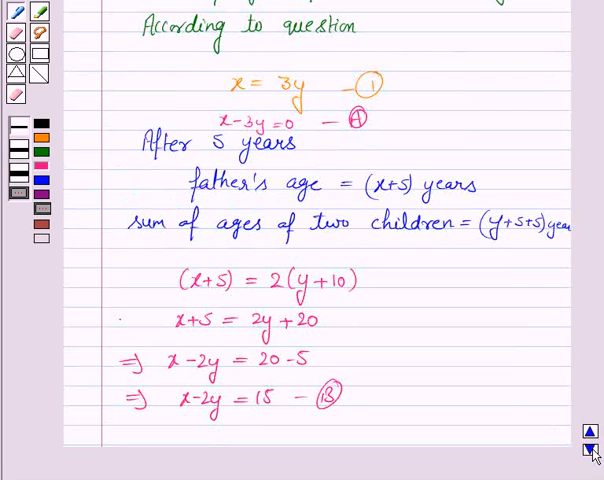 According to question
x = 3y - 1
x-3y=0 - A
After 5 years
father's age = (x+5) years
sum of ages of two children = (y+5+5) year
(x+5) = 2(y+10)
x+5 = 2y+20
⇒ x-2y = 20-5
⇒ x-2y = 15 - B